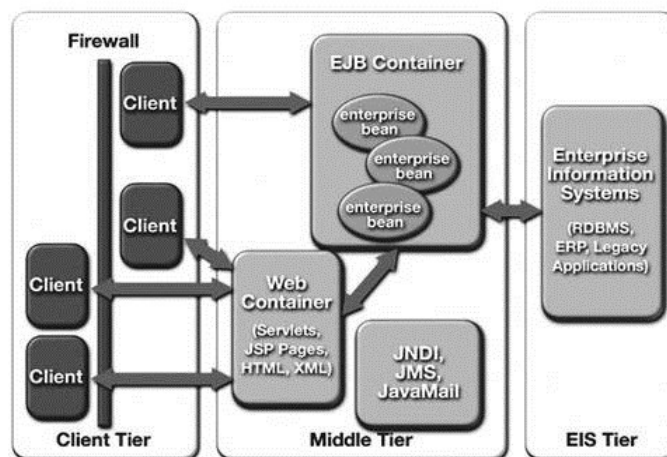 Firewall
Client
Client
Client
Client
Client Tier
EJB Container
enterprise
bean
enterprise
bean
enterprise
bean
Web
Container
(Servlets,
JSP Pages,
HTML, XML)
JNDI,
JMS,
JavaMail
Middle Tier
Enterprise
Information
Systems
(RDBMS,
ERP, Legacy
Applications)
EIS Tier